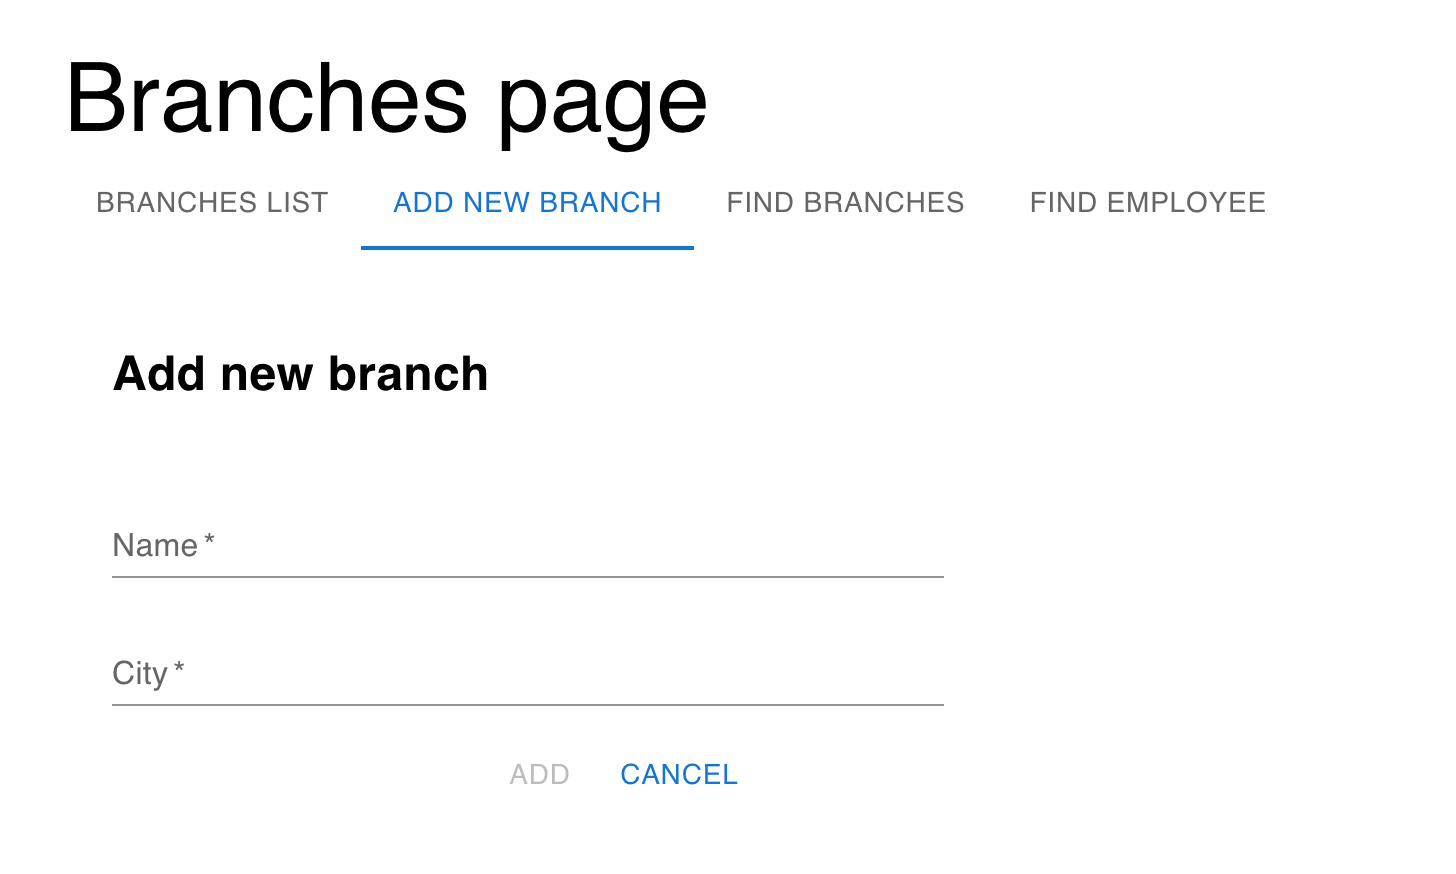 Branches page
BRANCHES LIST ADD NEW BRANCH FIND BRANCHES FIND EMPLOYEE
Add new branch
Name *
City *
ADD CANCEL